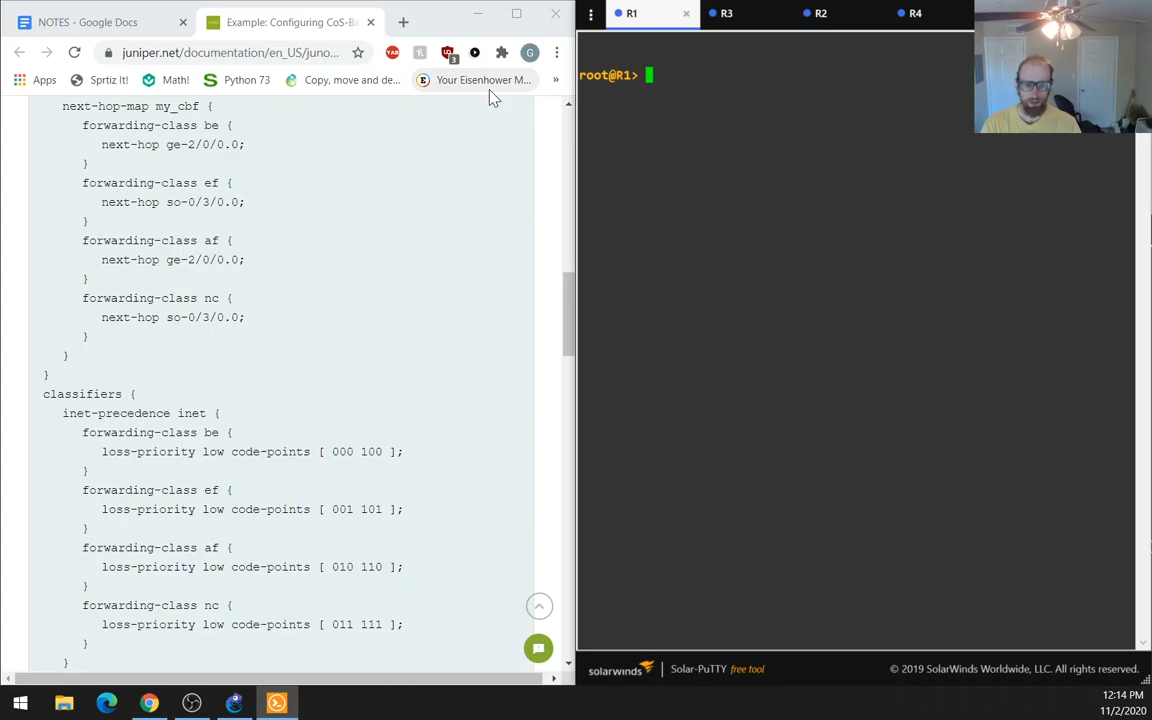 NOTES - Google Docs
Example: Configuring CoS-Ba
juniper.net/documentation/en_US/juno...
YAB
3
G
Apps
Sprtiz It!
Math!
Python 73
Copy, move and de...
Your Eisenhower M...
»
next-hop-map my_cbf {
forwarding-class be {
next-hop ge-2/0/0.0;
}
forwarding-class ef {
next-hop so-0/3/0.0;
}
forwarding-class af {
next-hop ge-2/0/0.0;
}
forwarding-class nc {
next-hop so-0/3/0.0;
}
}
}
classifiers {
inet-precedence inet {
forwarding-class be {
loss-priority low code-points [ 000 100 ];
}
forwarding-class ef {
loss-priority low code-points [ 001 101 ];
}
forwarding-class af {
loss-priority low code-points [ 010 110 ];
}
forwarding-class nc {
loss-priority low code-points [ 011 111 ];
}
}
R1
R3
R2
R4
root@R1>
solarwinds
Solar-PuTTY free tool
© 2019 SolarWinds Worldwide, LLC. All rights reserved.
12:14 PM
11/2/2020